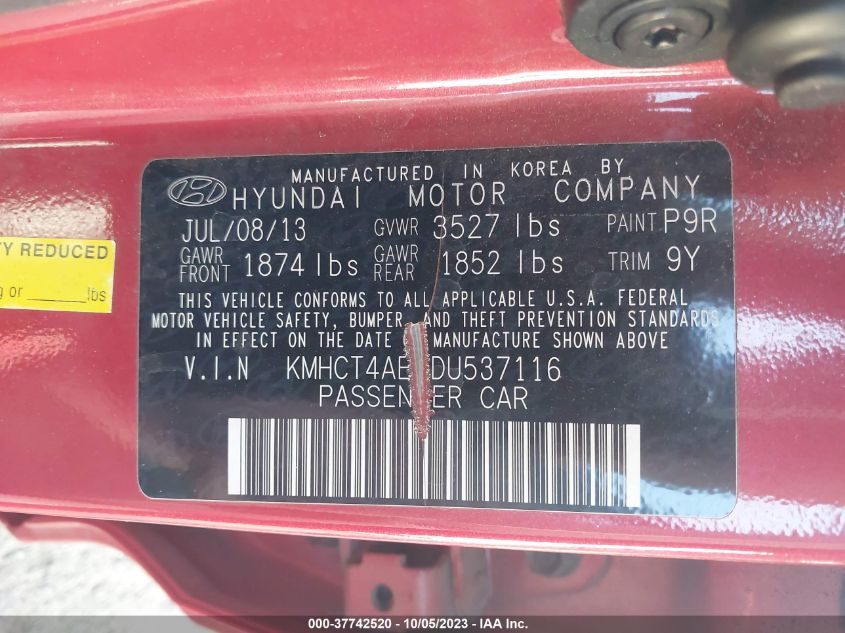 MANUFACTURED IN KOREA BY
HYUNDAI MOTOR COMPANY
JUL/08/13 GVWR 3527 lbs PAINT P9R
GAWR FRONT 1874 lbs GAWR REAR 1852 lbs TRIM 9Y
THIS VEHICLE CONFORMS TO ALL APPLICABLE U.S.A. FEDERAL
MOTOR VEHICLE SAFETY, BUMPER, AND THEFT PREVENTION STANDARDS
IN EFFECT ON THE DATE MANUFACTURE SHOWN ABOVE
V.I.N KMHCT4AE DU537116
PASSENGER CAR
REDUCED
or ______lbs
000-37742520 - 10/05/2023 - IAA Inc.